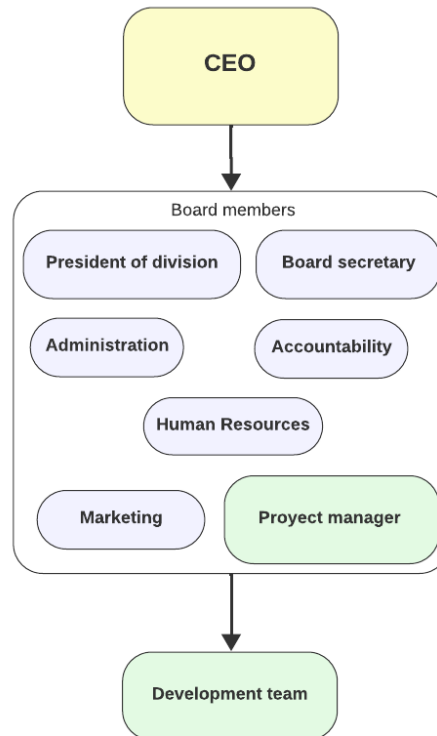 CEO
Board members
President of division
Board secretary
Administration
Accountability
Human Resources
Marketing
Proyect manager
Development team